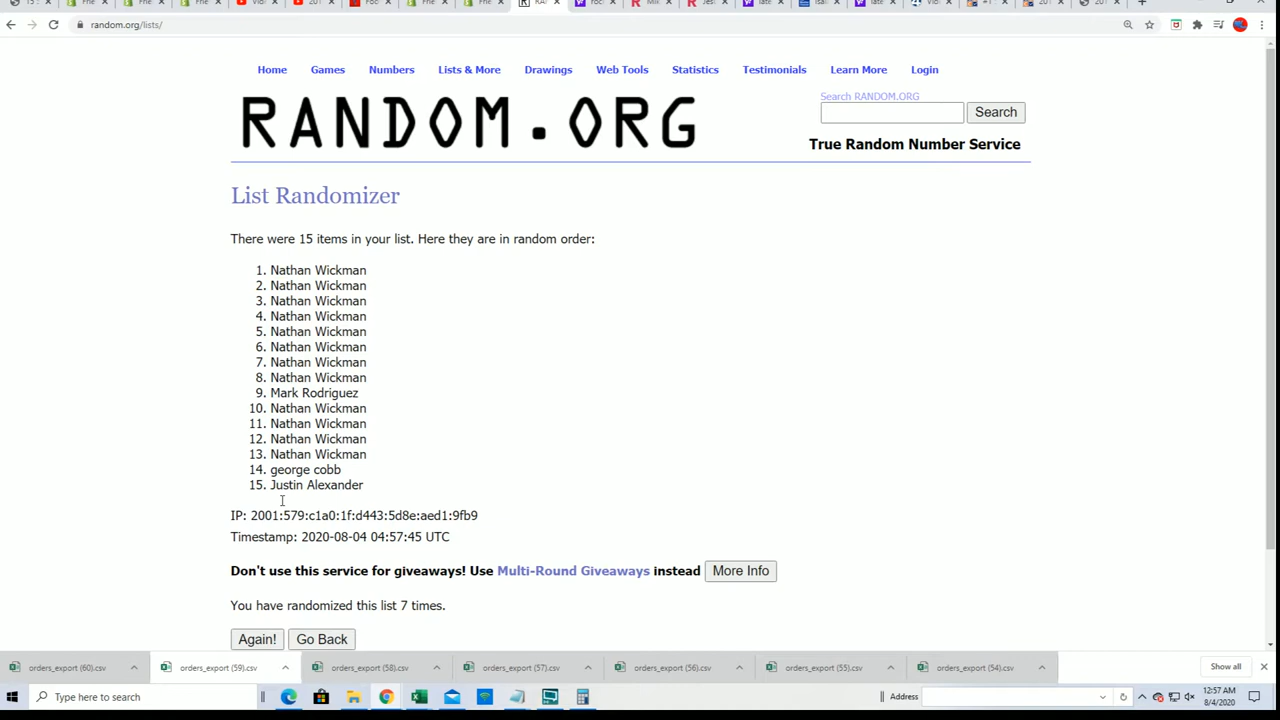 random.org/lists/
Home Games Numbers Lists & More Drawings Web Tools Statistics Testimonials Learn More Login
RANDOM.ORG
Search RANDOM.ORG
Search
True Random Number Service
List Randomizer
There were 15 items in your list. Here they are in random order:
1. Nathan Wickman
2. Nathan Wickman
3. Nathan Wickman
4. Nathan Wickman
5. Nathan Wickman
6. Nathan Wickman
7. Nathan Wickman
8. Nathan Wickman
9. Mark Rodriguez
10. Nathan Wickman
11. Nathan Wickman
12. Nathan Wickman
13. Nathan Wickman
14. george cobb
15. Justin Alexander
IP: 2001:579:c1a0:1f:d443:5d8e:aed1:9fb9
Timestamp: 2020-08-04 04:57:45 UTC
Don't use this service for giveaways! Use Multi-Round Giveaways instead More Info
You have randomized this list 7 times.
Again! Go Back
orders_export (60).csv orders_export (59).csv orders_export (58).csv orders_export (57).csv orders_export (56).csv orders_export (55).csv orders_export (54).csv Show all
Type here to search Address 12:57 AM
8/4/2020